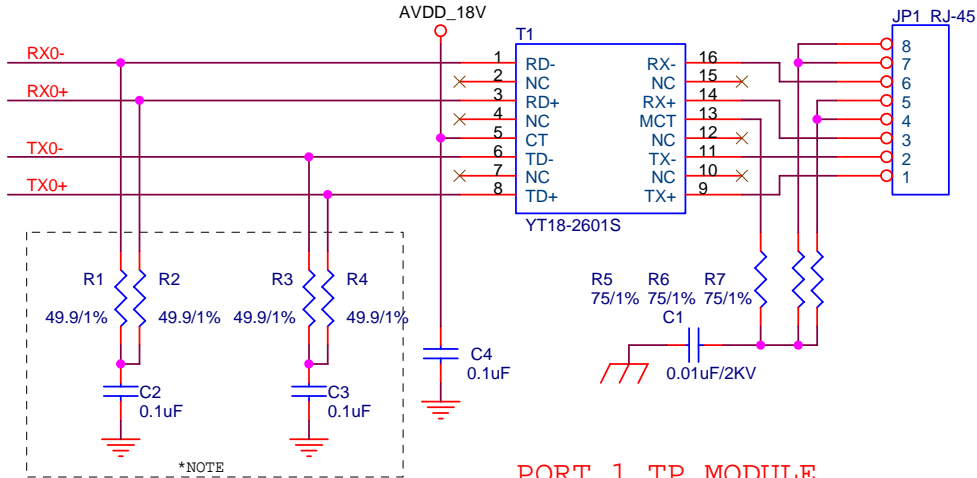 AVDD_18V
JP1 RJ-45
T1
RX0-
1 RD- RX- 16
8
7
2 NC NC 15
6
RX0+
3 RD+ RX+ 14
5
4 NC MCT 13
4
5 CT NC 12
3
TX0-
6 TD- TX- 11
2
7 NC NC 10
1
TX0+
8 TD+ TX+ 9
YT18-2601S
R1 R2 R3 R4
49.9/1% 49.9/1% 49.9/1% 49.9/1%
R5 R6 R7
75/1% 75/1% 75/1%
C1
0.01uF/2KV
C4
0.1uF
C2
0.1uF
C3
0.1uF
*NOTE
PORT 1 TP MODULE